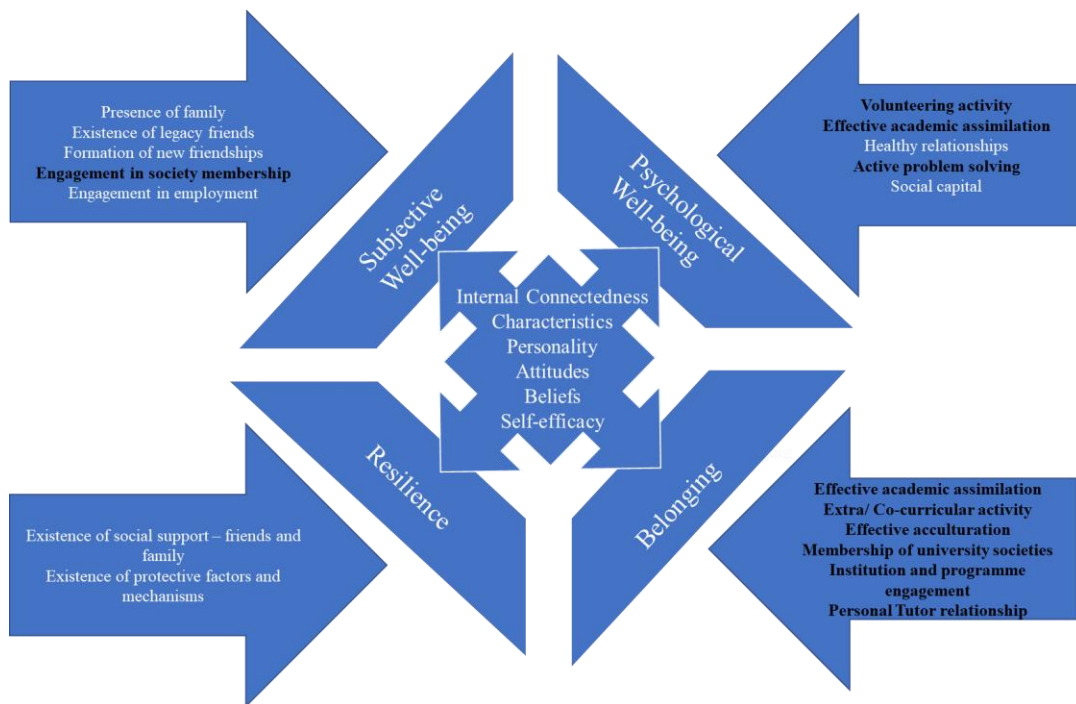 Presence of family
Existence of legacy friends
Formation of new friendships
Engagement in society membership
Engagement in employment
Subjective
Well-being
Psychological
Well-being
Volunteering activity
Effective academic assimilation
Healthy relationships
Active problem solving
Social capital
Internal Connectedness
Characteristics
Personality
Attitudes
Beliefs
Self-efficacy
Existence of social support – friends and
family
Existence of protective factors and
mechanisms
Resilience
Belonging
Effective academic assimilation
Extra/ Co-curricular activity
Effective acculturation
Membership of university societies
Institution and programme
engagement
Personal Tutor relationship